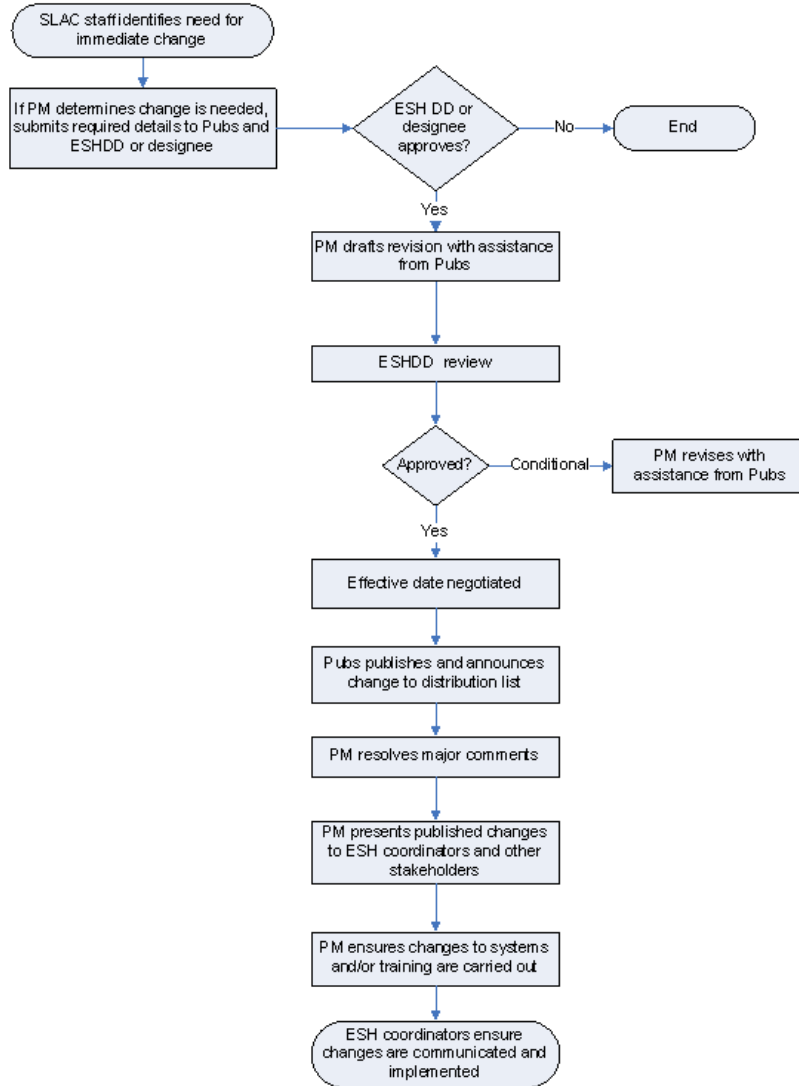 SLAC staff identifies need for
immediate change
If PM determines change is needed,
submits required details to Pubs and
ESHDD or designee
ESH DD or
designee
approves?
No
End
Yes
PM drafts revision with assistance
from Pubs
ESHDD review
Approved?
Conditional
PM revises with
assistance from Pubs
Yes
Effective date negotiated
Pubs publishes and announces
change to distribution list
PM resolves major comments
PM presents published changes
to ESH coordinators and other
stakeholders
PM ensures changes to systems
and/or training are carried out
ESH coordinators ensure
changes are communicated and
implemented